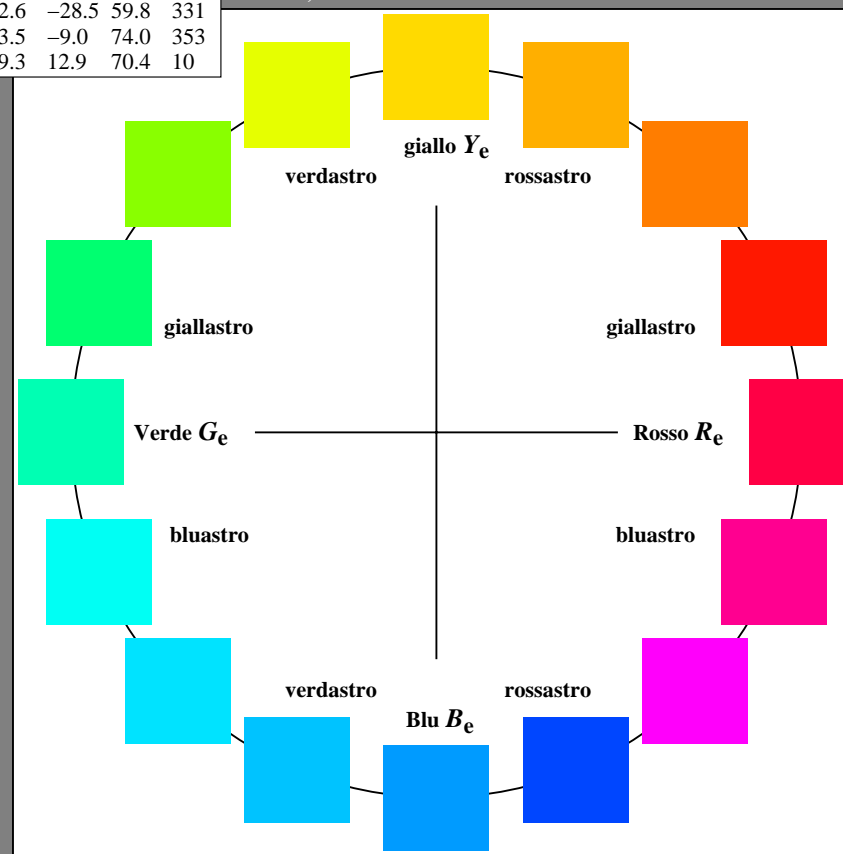 2.6 –28.5 59.8 331
3.5 –9.0 74.0 353
9.3 12.9 70.4 10
giallo Ye
verdastro rossastro
giallastro giallastro
Verde Ge Rosso Re
bluastro bluastro
verdastro rossastro
Blu Be